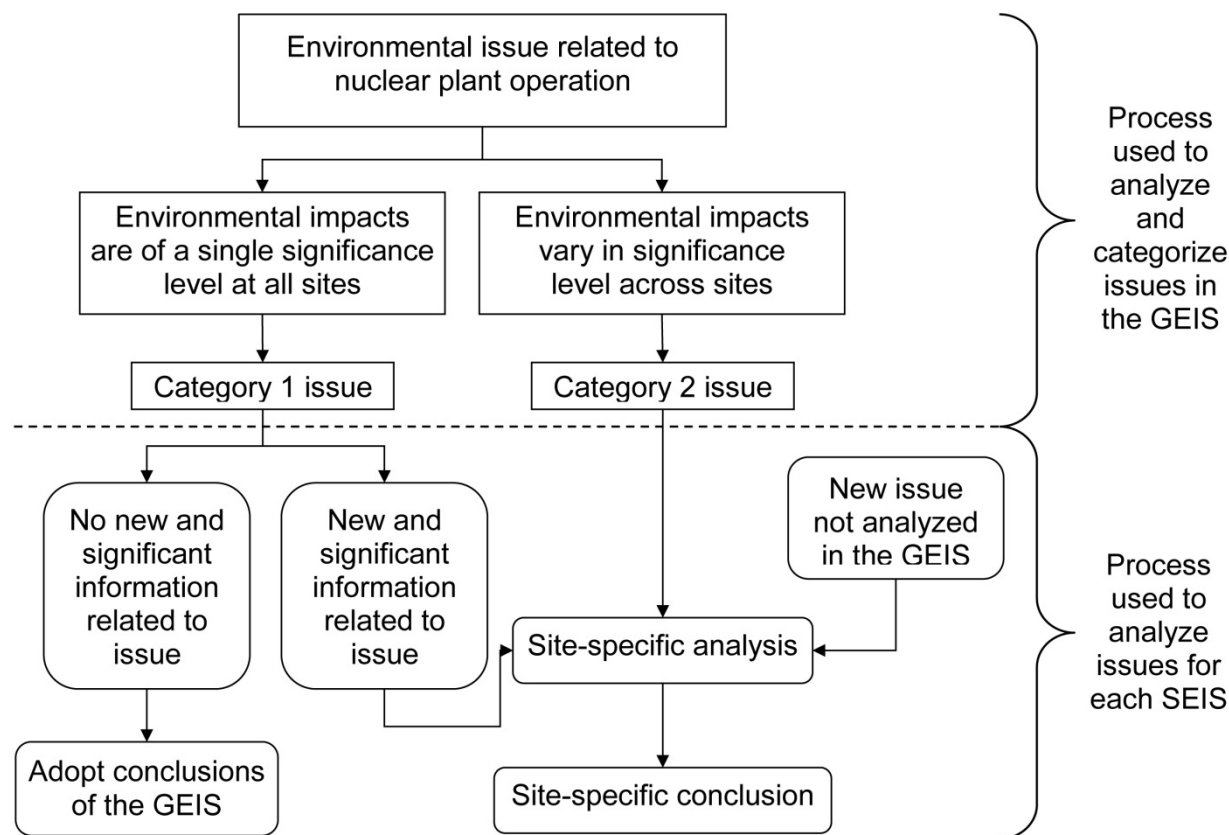 Environmental issue related to
nuclear plant operation
Environmental impacts
are of a single significance
level at all sites
Environmental impacts
vary in significance
level across sites
Category 1 issue
Category 2 issue
Process
used to
analyze
and
categorize
issues in
the GEIS
No new and
significant
information
related to
issue
New and
significant
information
related to
issue
New issue
not analyzed
in the GEIS
Site-specific analysis
Adopt conclusions
of the GEIS
Site-specific conclusion
Process
used to
analyze
issues for
each SEIS